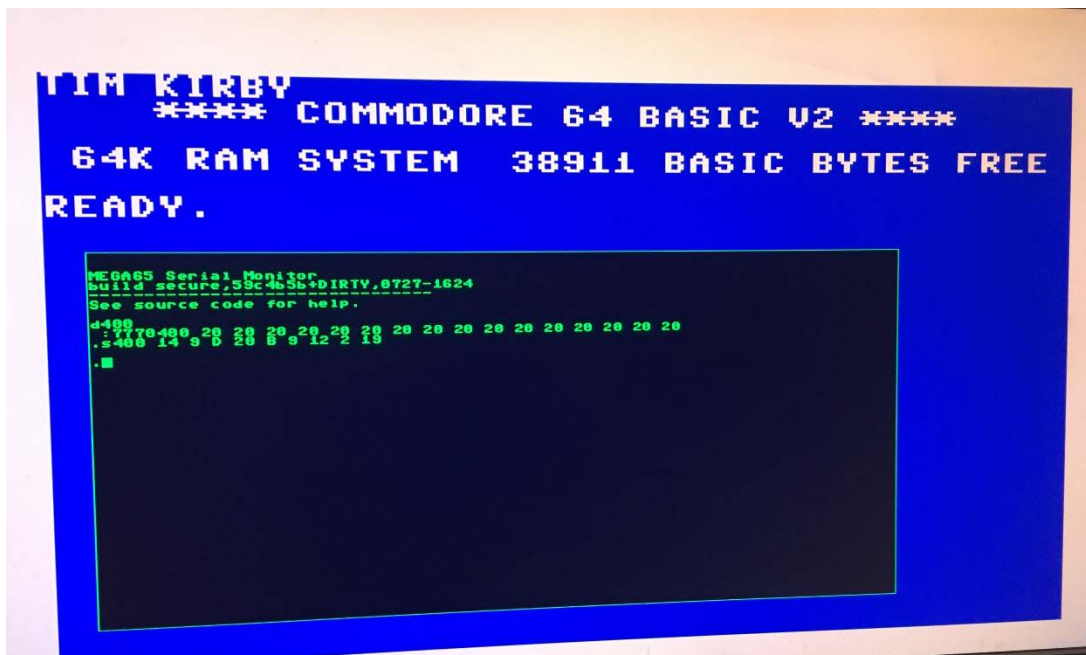 TIM KIRBY
**** COMMODORE 64 BASIC V2 ****
64K RAM SYSTEM 38911 BASIC BYTES FREE
READY.
MEGA65 Serial Monitor
build secure,59c4b5b+DIRTY,0727-1624
--------------------------------
See source code for help.
d400
:7770400 20 20 20 20 20 20 20 20 20 20 20 20 20 20 20 20
.s400 14 9 D 20 B 9 12 2 19
.